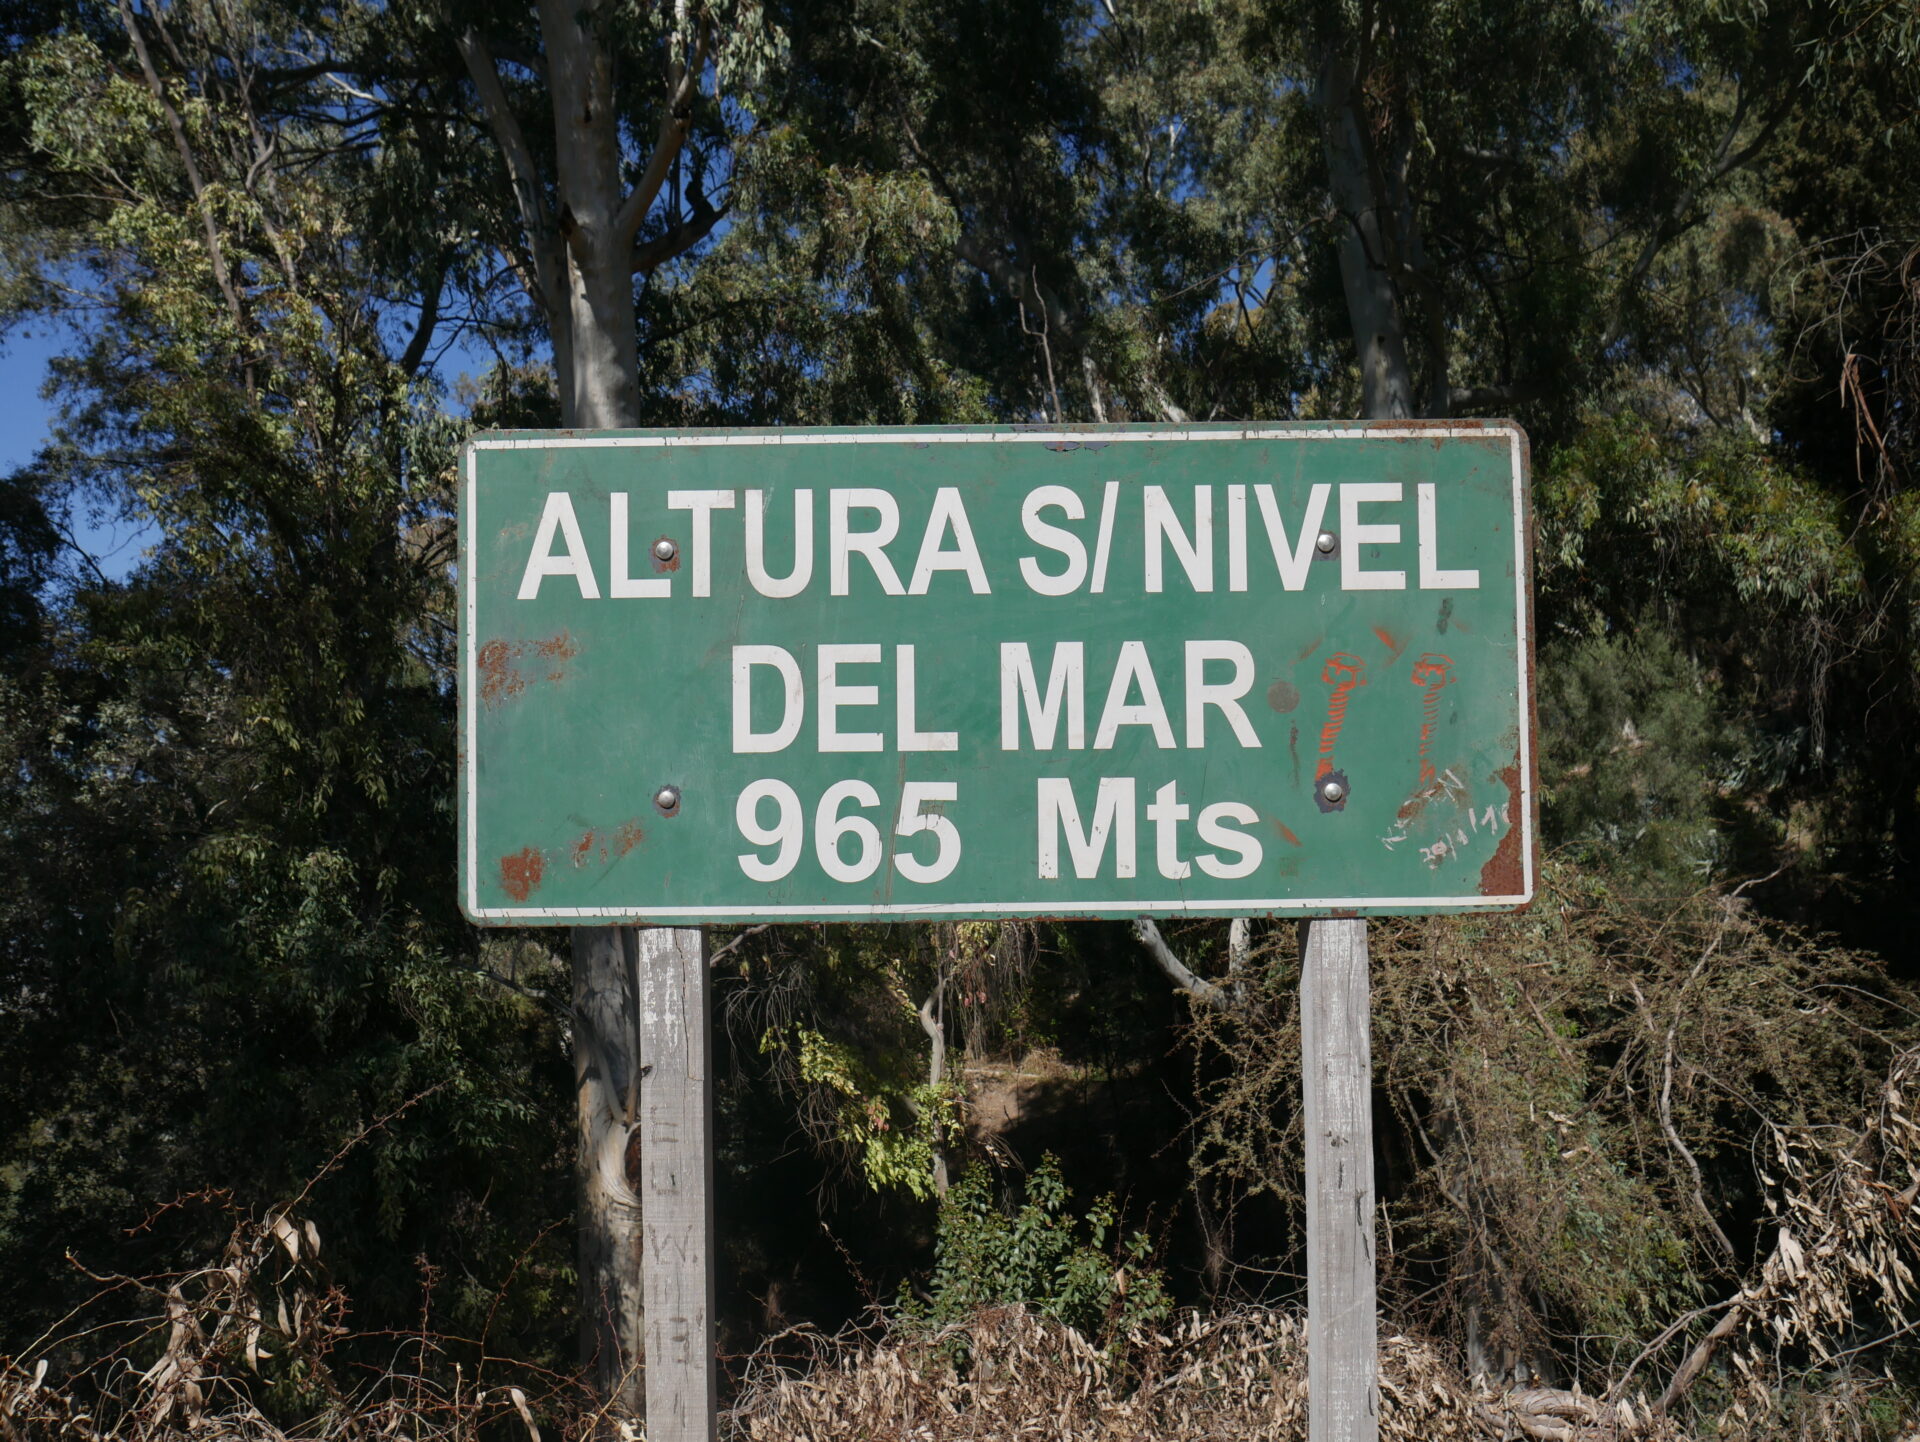 ALTURA S/NIVEL
DEL MAR
965 Mts